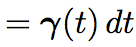 = 𝜸(t) dt